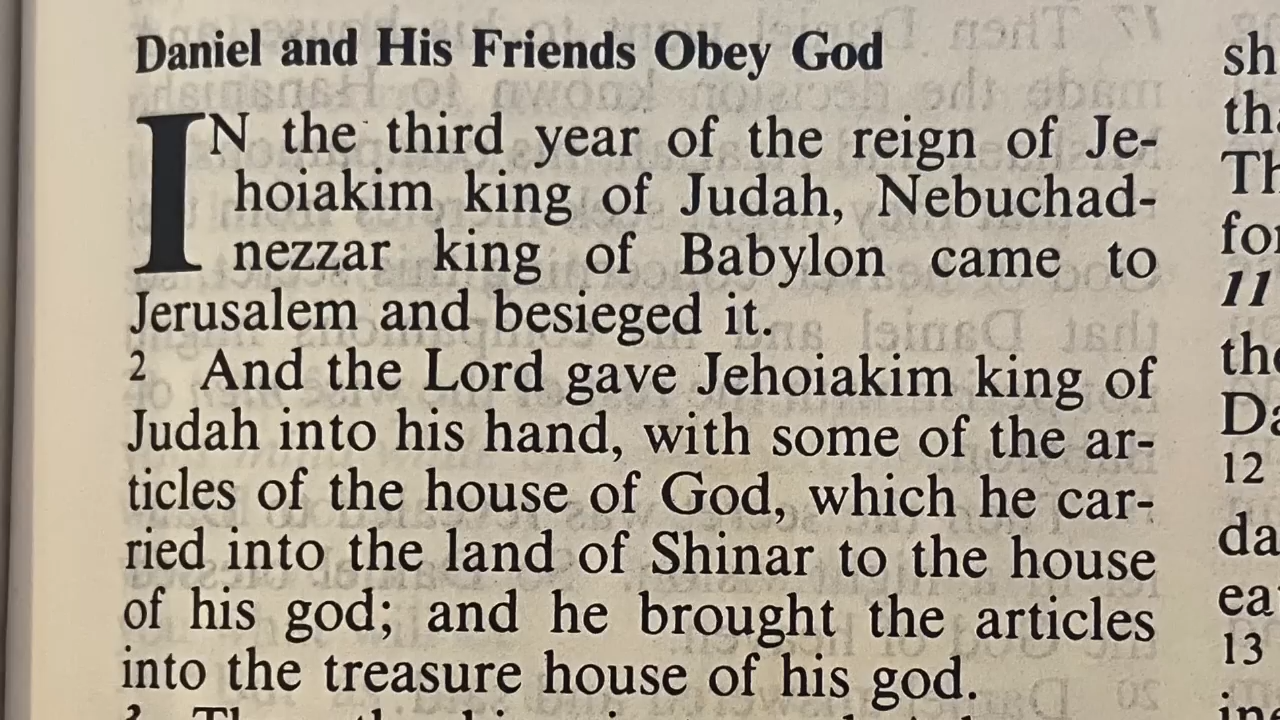 Daniel and His Friends Obey God
IN the third year of the reign of Je-
hoiakim king of Judah, Nebuchad-
nezzar king of Babylon came to
Jerusalem and besieged it.
2 And the Lord gave Jehoiakim king of
Judah into his hand, with some of the ar-
ticles of the house of God, which he car-
ried into the land of Shinar to the house
of his god; and he brought the articles
into the treasure house of his god.
11
12
13